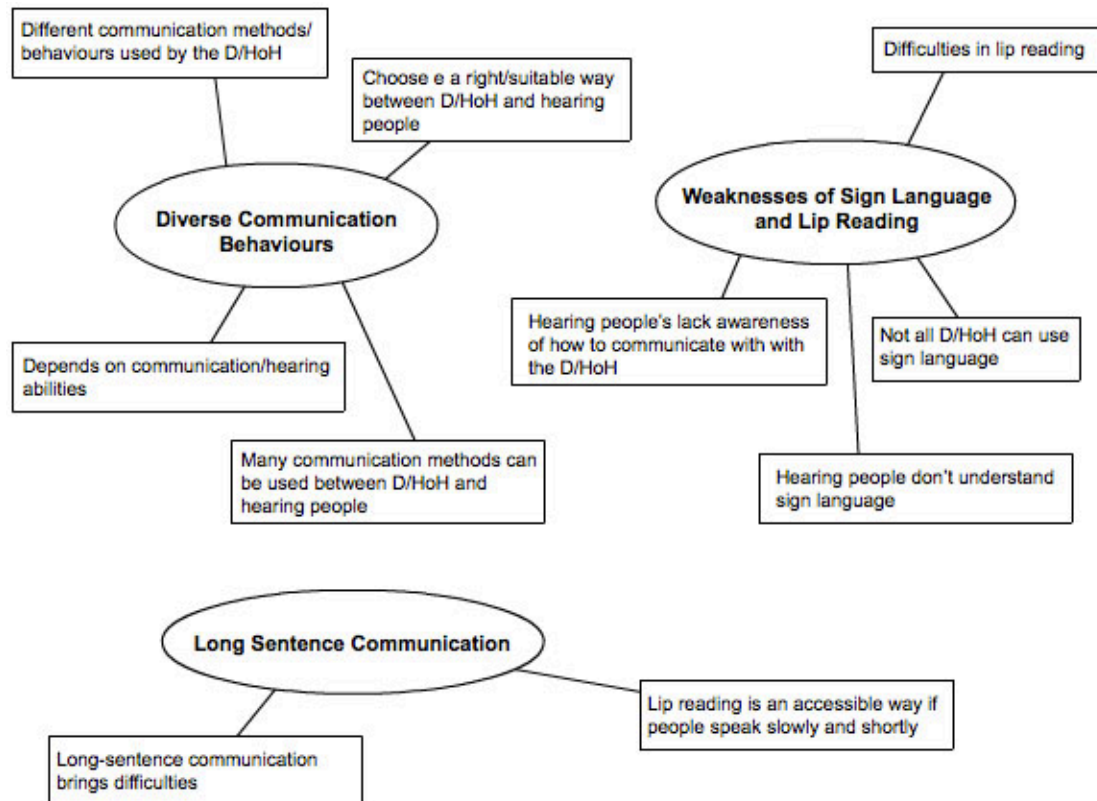 Different communication methods/
behaviours used by the D/HoH
Choose e a right/suitable way
between D/HoH and hearing
people
Diverse Communication
Behaviours
Depends on communication/hearing
abilities
Many communication methods can
be used between D/HoH and
hearing people
Difficulties in lip reading
Weaknesses of Sign Language
and Lip Reading
Hearing people's lack awareness
of how to communicate with with
the D/HoH
Not all D/HoH can use
sign language
Hearing people don't understand
sign language
Long Sentence Communication
Long-sentence communication
brings difficulties
Lip reading is an accessible way if
people speak slowly and shortly